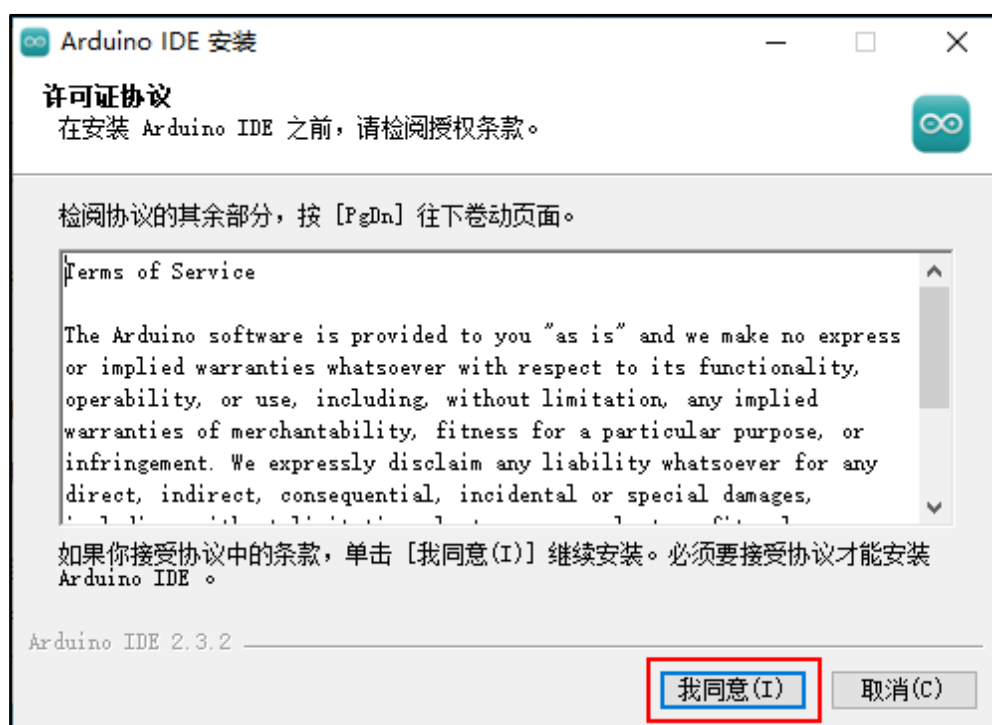 Arduino IDE 安装
许可证协议
在安装 Arduino IDE 之前，请检阅授权条款。
检阅协议的其余部分，按 [PgDn] 往下卷动页面。
Terms of Service
The Arduino software is provided to you "as is" and we make no express
or implied warranties whatsoever with respect to its functionality,
operability, or use, including, without limitation, any implied
warranties of merchantability, fitness for a particular purpose, or
infringement. We expressly disclaim any liability whatsoever for any
direct, indirect, consequential, incidental or special damages,
如果你接受协议中的条款，单击 [我同意(I)] 继续安装。必须要接受协议才能安装
Arduino IDE 。
Arduino IDE 2.3.2
我同意(I)
取消(C)